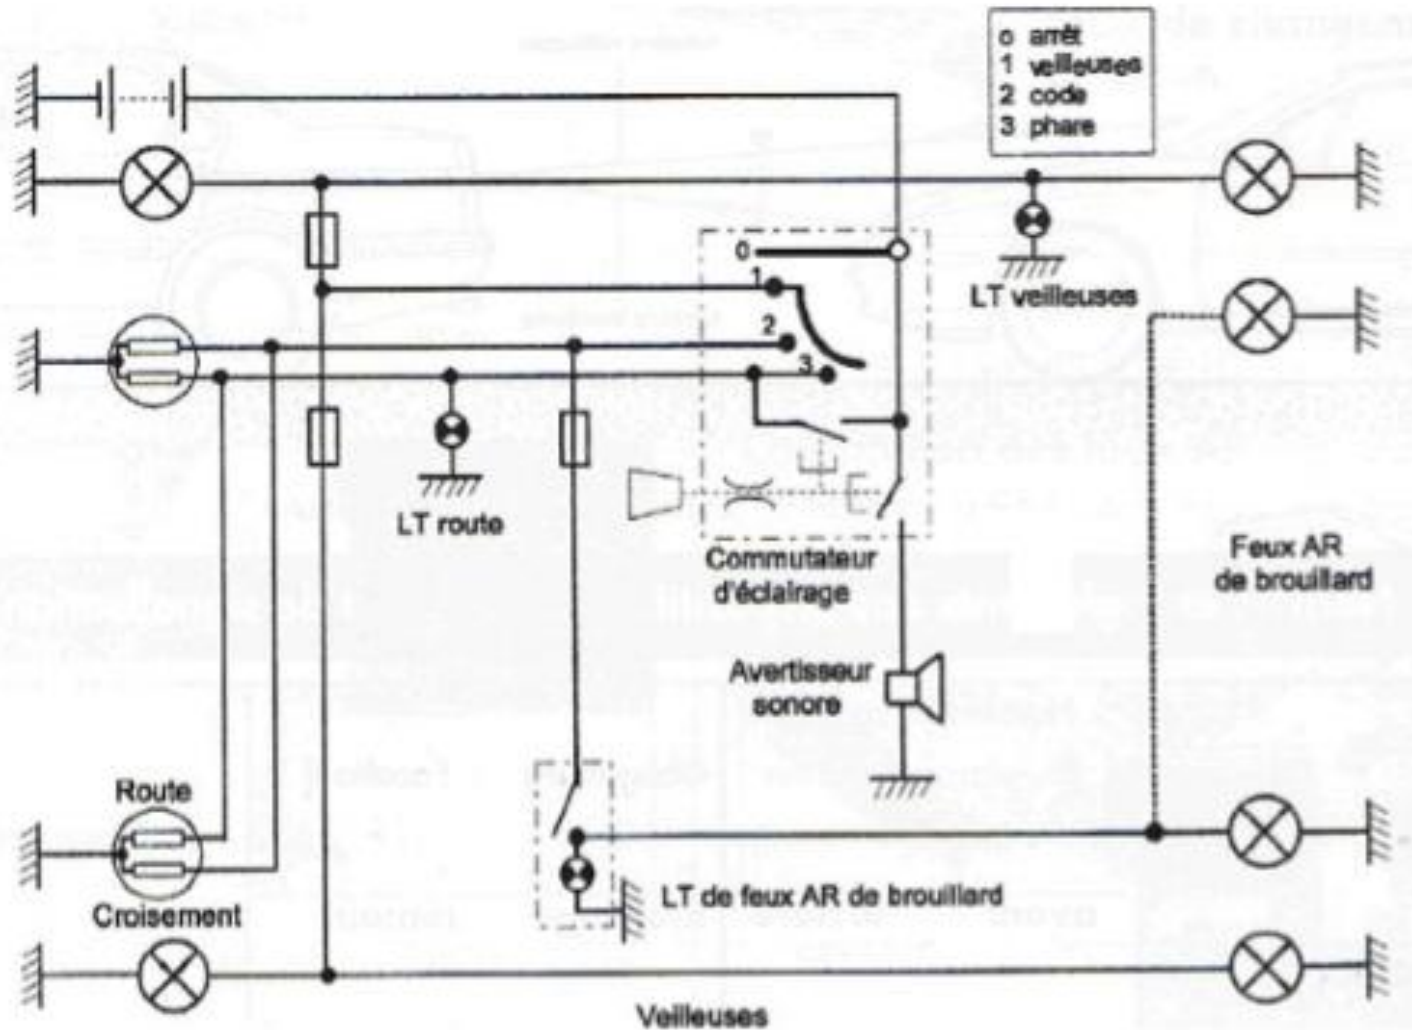 o arrêt
1 veilleuses
2 code
3 phare
0
1
2
3
LT veilleuses
LT route
Commutateur
d'éclairage
Feux AR
de brouillard
Avertisseur
sonore
Route
Croisement
LT de feux AR de brouillard
Veilleuses